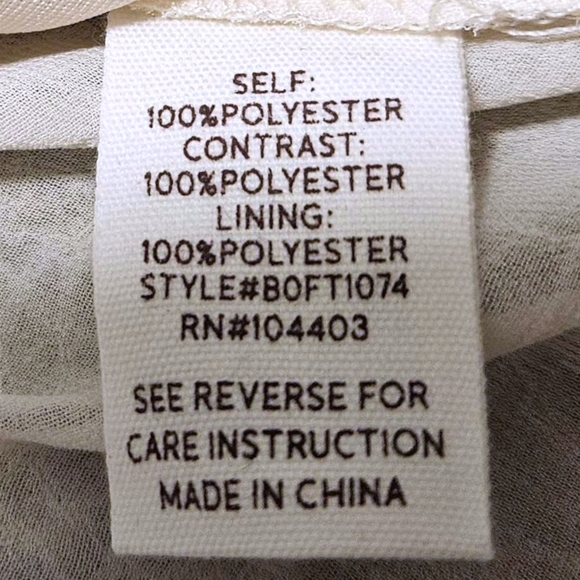 SELF:
100%POLYESTER
CONTRAST:
100%POLYESTER
LINING:
100%POLYESTER
STYLE#B0FT1074
RN#104403
SEE REVERSE FOR
CARE INSTRUCTION
MADE IN CHINA